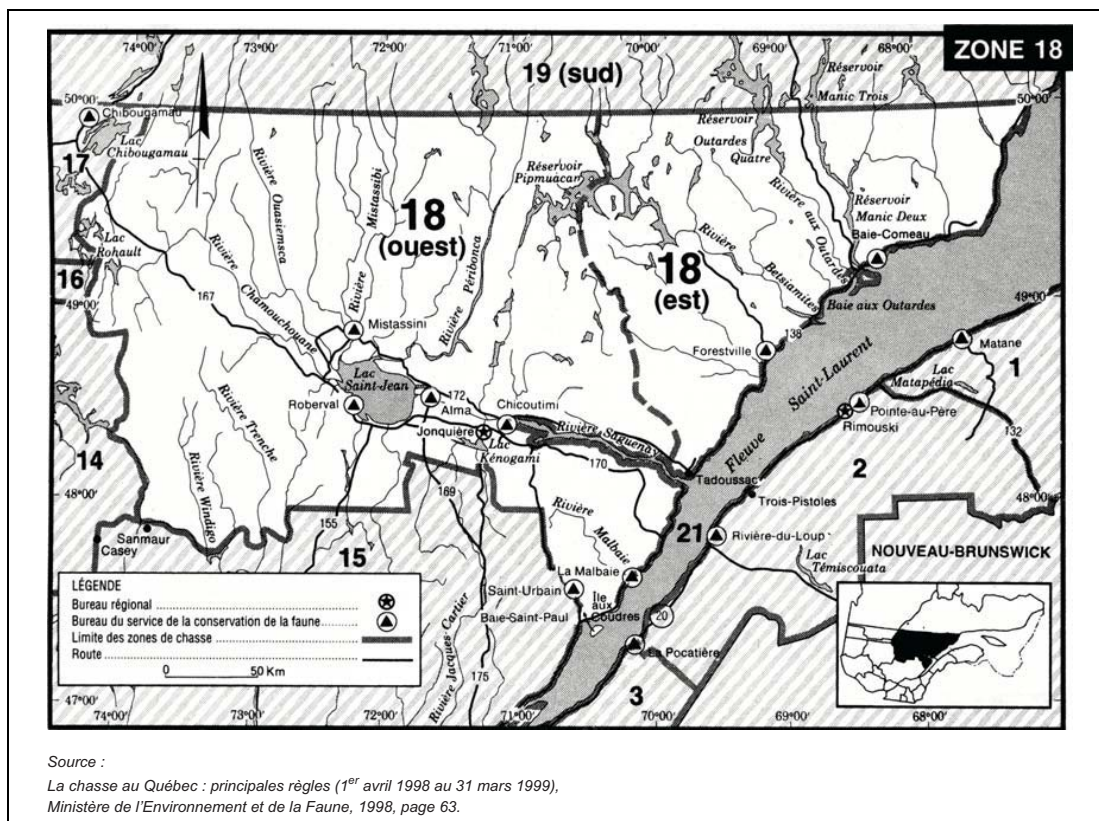 ZONE 18
74°00'
73°00'
72°00'
71°00'
70°00'
69°00'
68°00'
19 (sud)
50°00'
50°00'
Chibougamau
Lac
Chibougamau
17
Réservoir
Manic Trois
Réservoir
Outardes
Quatre
Réservoir
Pipmuacan
Rivière Ouasiemsca
Rivière Mistassibi
18
(ouest)
Rivière Péribonca
Rivière aux Outardes
Réservoir
Manic Deux
Baie-Comeau
Lac
Rohault
16
167
Rivière Chamouchouane
18
(est)
Rivière Betsiamites
Baie aux Outardes
49°00'
49°00'
Mistassini
Forestville
138
Matane
1
Lac
Saint-Jean
Lac
Matapédia
Roberval
172
Alma
Chicoutimi
Jonquière
Lac
Kénogami
Rivière Saguenay
Pointe-au-Père
Rimouski
132
Rivière Trenche
Fleuve Saint-Laurent
14
170
Tadoussac
2
48°00'
48°00'
Rivière Windigo
169
Trois-Pistoles
155
Sanmaur
Casey
15
Rivière Malbaie
21
Rivière-du-Loup
NOUVEAU-BRUNSWICK
Lac
Témiscouata
La Malbaie
Saint-Urbain
Île
aux
Coudres
Baie-Saint-Paul
20
La Pocatière
Rivière Jacques-Cartier
175
3
LÉGENDE
Bureau régional
Bureau du service de la conservation de la faune
Limite des zones de chasse
Route
0 50 Km
47°00'
74°00'
73°00'
72°00'
71°00'
70°00'
69°00'
68°00'
Source :
La chasse au Québec : principales règles (1er avril 1998 au 31 mars 1999),
Ministère de l'Environnement et de la Faune, 1998, page 63.